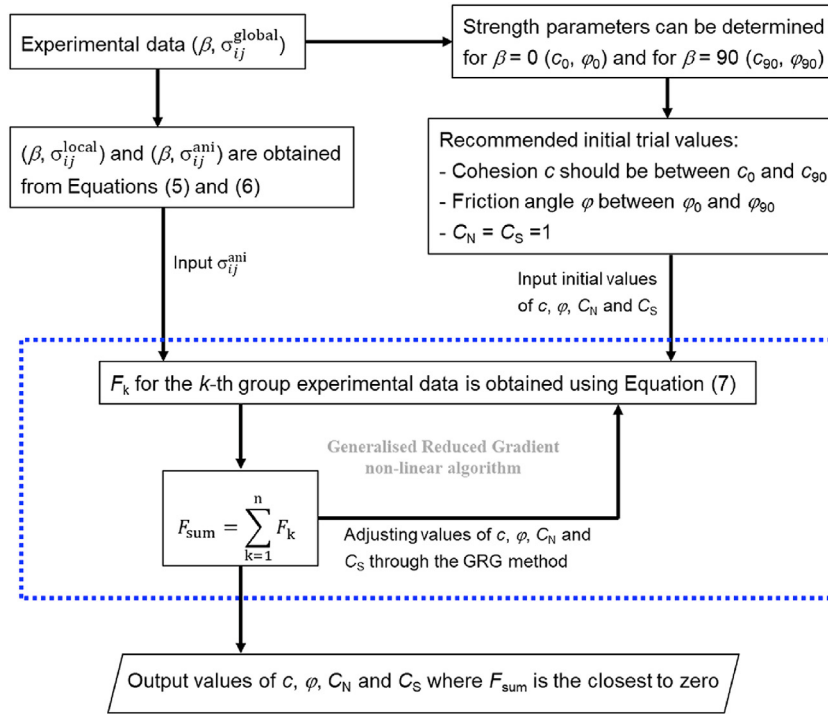 Experimental data (β, σ_ij^global)
Strength parameters can be determined
for β = 0 (c₀, φ₀) and for β = 90 (c₉₀, φ₉₀)
(β, σ_ij^local) and (β, σ_ij^ani) are obtained
from Equations (5) and (6)
Recommended initial trial values:
- Cohesion c should be between c₀ and c₉₀
- Friction angle φ between φ₀ and φ₉₀
- C_N = C_S =1
Input σ_ij^ani
Input initial values
of c, φ, C_N and C_S
F_k for the k-th group experimental data is obtained using Equation (7)
Generalised Reduced Gradient
non-linear algorithm
F_sum = ∑_{k=1}^{n} F_k
Adjusting values of c, φ, C_N and
C_S through the GRG method
Output values of c, φ, C_N and C_S where F_sum is the closest to zero